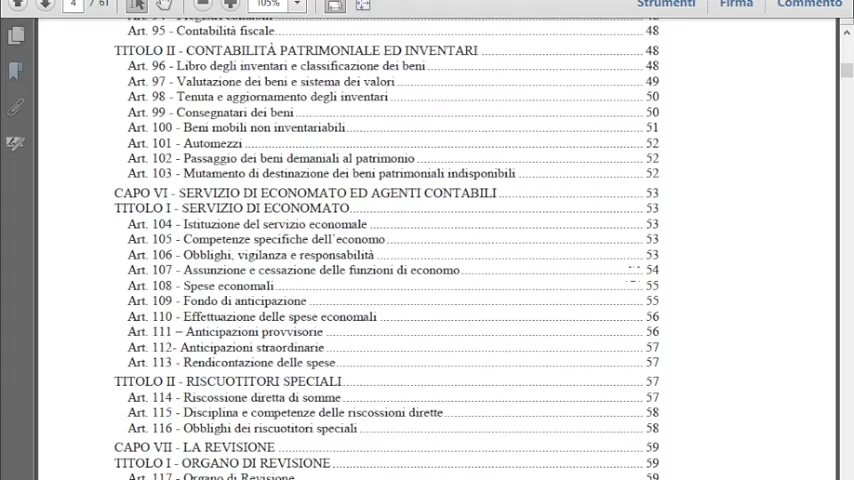 4 / 61 105% Strumenti Firma Commento
Art. 95 - Contabilità fiscale 48
TITOLO II - CONTABILITÀ PATRIMONIALE ED INVENTARI 48
Art. 96 - Libro degli inventari e classificazione dei beni 48
Art. 97 - Valutazione dei beni e sistema dei valori 49
Art. 98 - Tenuta e aggiornamento degli inventari 50
Art. 99 - Consegnatari dei beni 50
Art. 100 - Beni mobili non inventariabili 51
Art. 101 - Automezzi 52
Art. 102 - Passaggio dei beni demaniali al patrimonio 52
Art. 103 - Mutamento di destinazione dei beni patrimoniali indisponibili 52
CAPO VI - SERVIZIO DI ECONOMATO ED AGENTI CONTABILI 53
TITOLO I - SERVIZIO DI ECONOMATO 53
Art. 104 - Istituzione del servizio economale 53
Art. 105 - Competenze specifiche dell'economo 53
Art. 106 - Obblighi, vigilanza e responsabilità 53
Art. 107 - Assunzione e cessazione delle funzioni di economo 54
Art. 108 - Spese economali 55
Art. 109 - Fondo di anticipazione 55
Art. 110 - Effettuazione delle spese economali 56
Art. 111 – Anticipazioni provvisorie 56
Art. 112- Anticipazioni straordinarie 57
Art. 113 - Rendicontazione delle spese 57
TITOLO II - RISCUOTITORI SPECIALI 57
Art. 114 - Riscossione diretta di somme 57
Art. 115 - Disciplina e competenze delle riscossioni dirette 58
Art. 116 - Obblighi dei riscuotitori speciali 58
CAPO VII - LA REVISIONE 59
TITOLO I - ORGANO DI REVISIONE 59
Art. 117 - Organo di Revisione 59